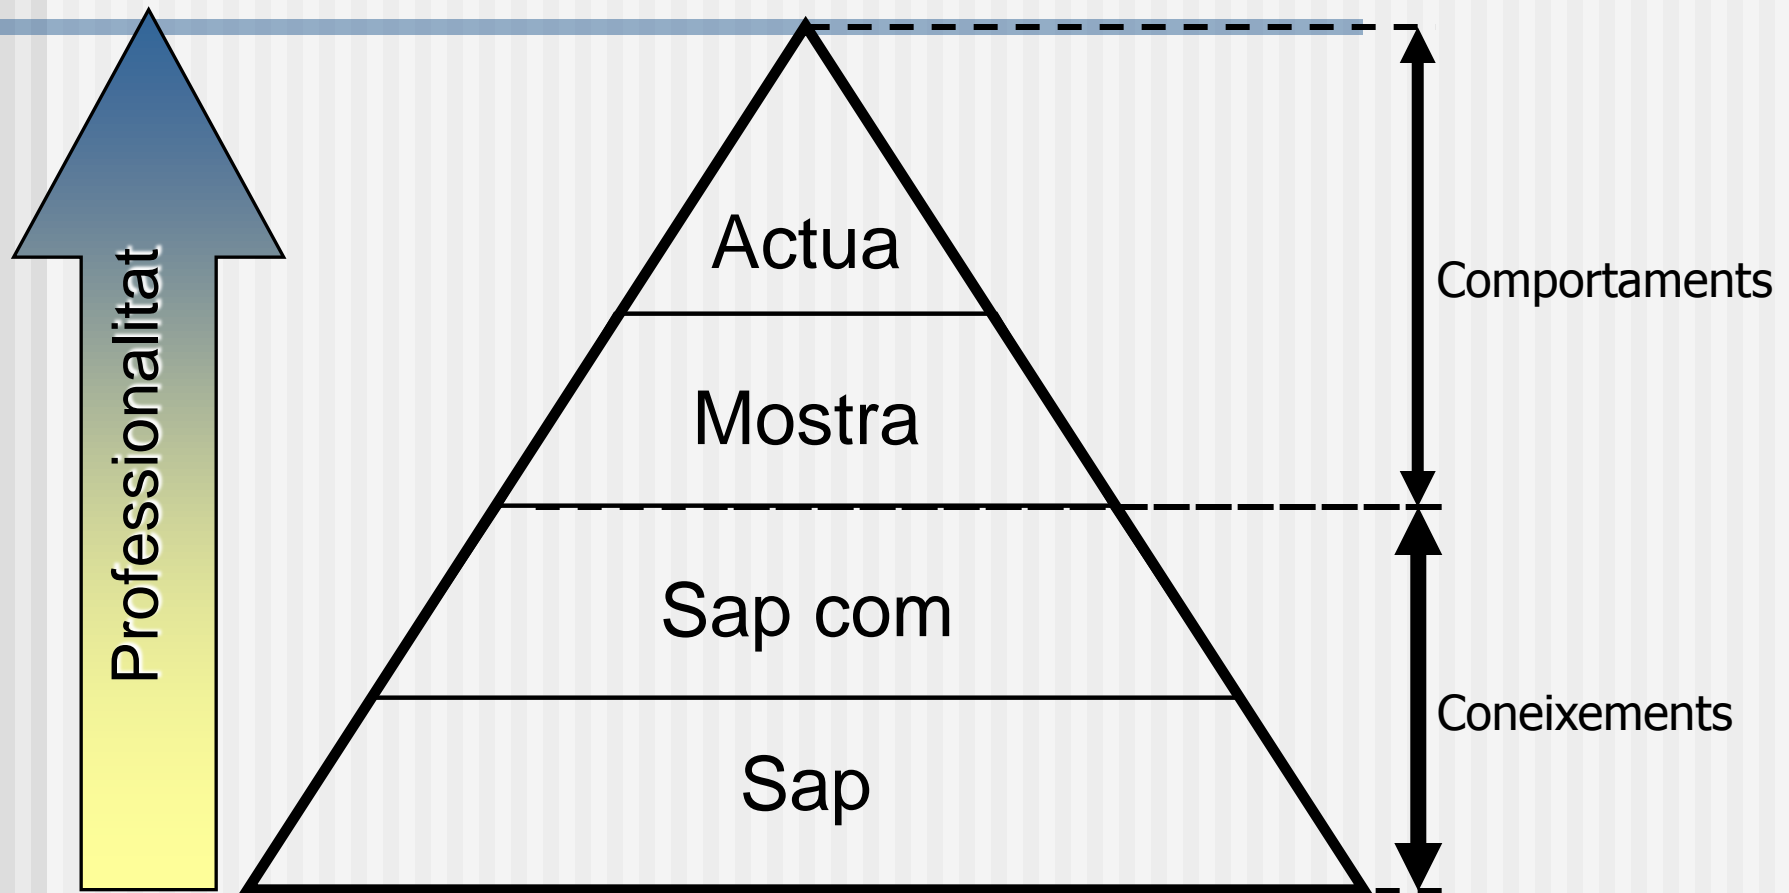 Professionalitat
Actua
Mostra
Sap com
Sap
Comportaments
Coneixements